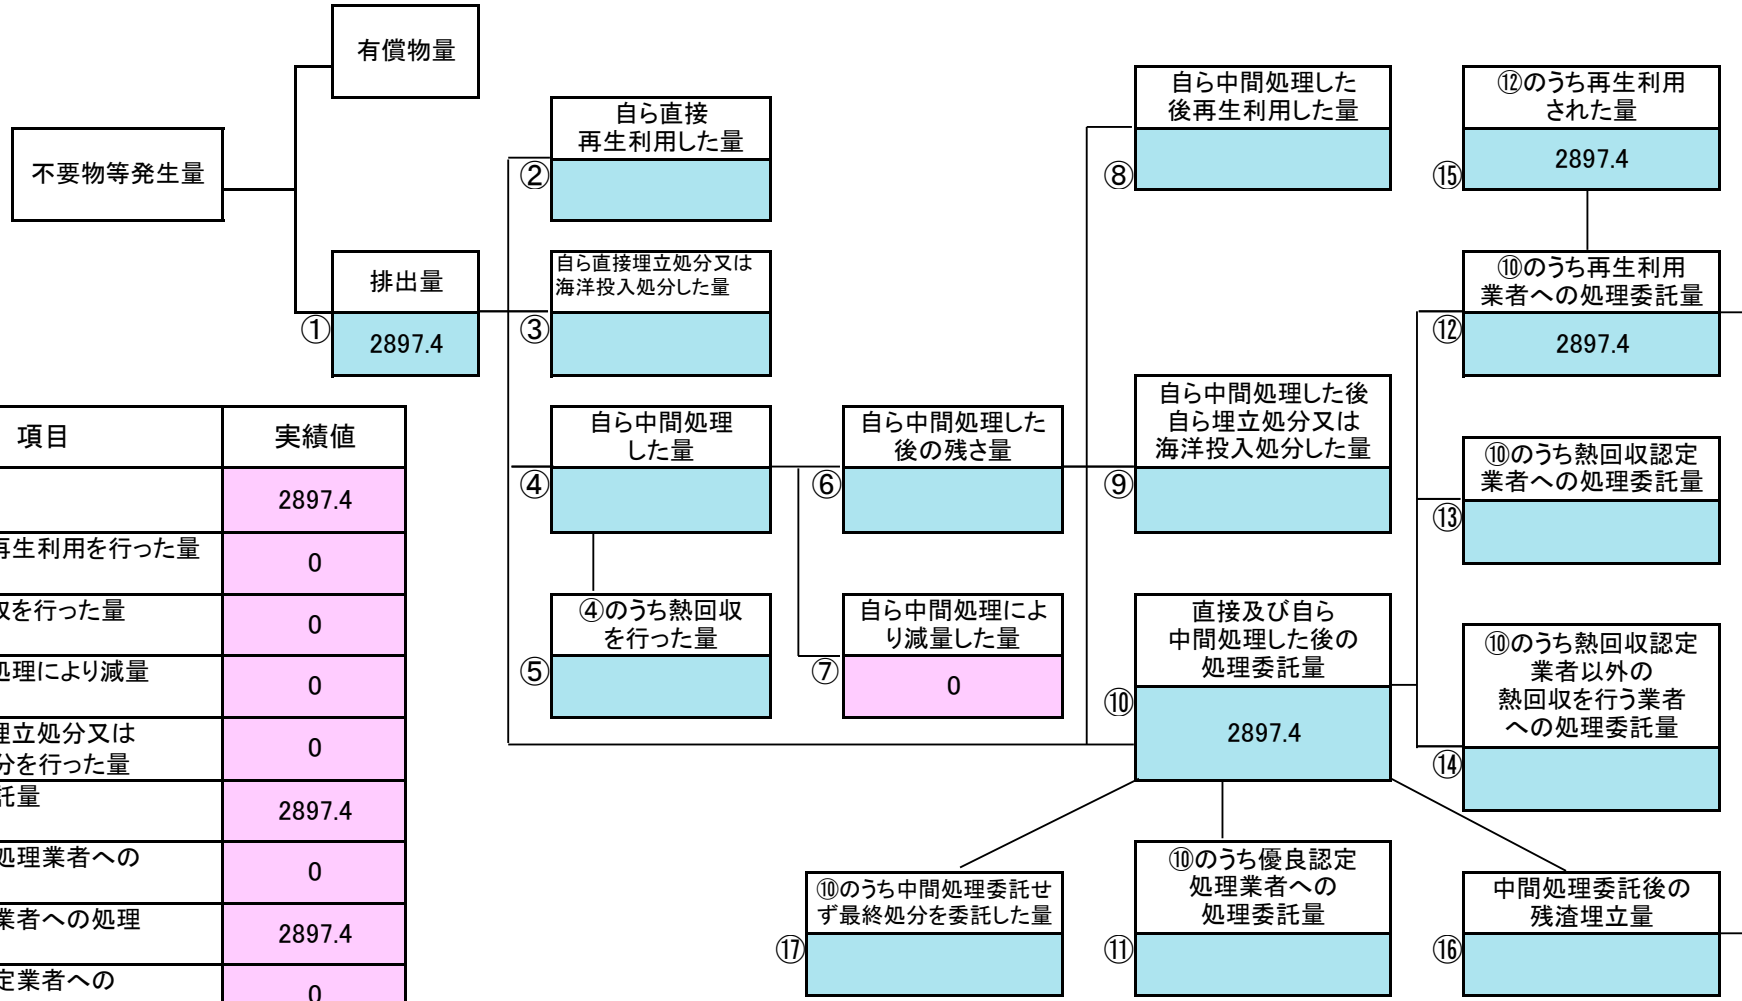 有償物量
不要物等発生量
排出量
①
2897.4
自ら直接
再生利用した量
②
自ら直接埋立処分又は
海洋投入処分した量
③
自ら中間処理
した量
④
④のうち熱回収
を行った量
⑤
自ら中間処理した
後の残さ量
⑥
自ら中間処理によ
り減量した量
⑦
0
自ら中間処理した
後再生利用した量
⑧
自ら中間処理した後
自ら埋立処分又は
海洋投入処分した量
⑨
直接及び自ら
中間処理した後の
処理委託量
⑩
2897.4
⑫のうち再生利用
された量
⑮
2897.4
⑩のうち再生利用
業者への処理委託量
⑫
2897.4
⑩のうち熱回収認定
業者への処理委託量
⑬
⑩のうち熱回収認定
業者以外の
熱回収を行う業者
への処理委託量
⑭
⑩のうち中間処理委託せ
ず最終処分を委託した量
⑰
⑩のうち優良認定
処理業者への
処理委託量
⑪
中間処理委託後の
残渣埋立量
⑯
項目 実績値
2897.4
再生利用を行った量 0
収を行った量 0
処理により減量 0
埋立処分又は
分を行った量 0
託量 2897.4
処理業者への 0
業者への処理 2897.4
定業者への 0